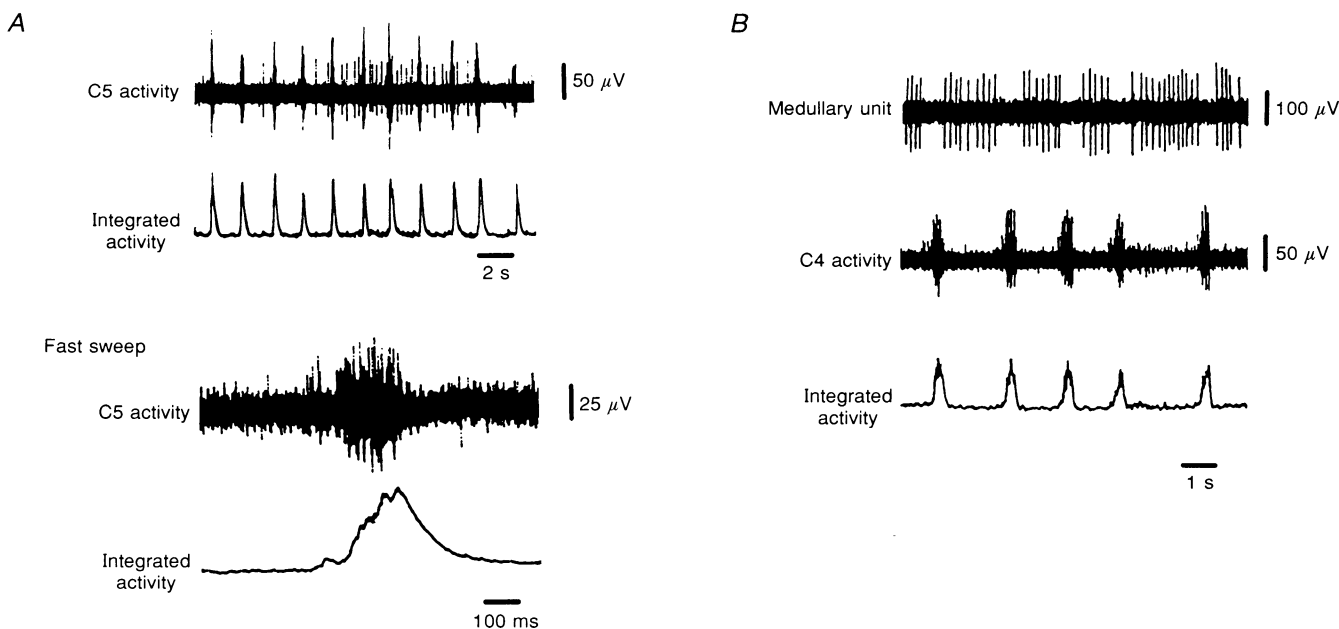 A
C5 activity
50 μV
Integrated
activity
2 s
Fast sweep
C5 activity
25 μV
Integrated
activity
100 ms
B
Medullary unit
100 μV
C4 activity
50 μV
Integrated
activity
1 s